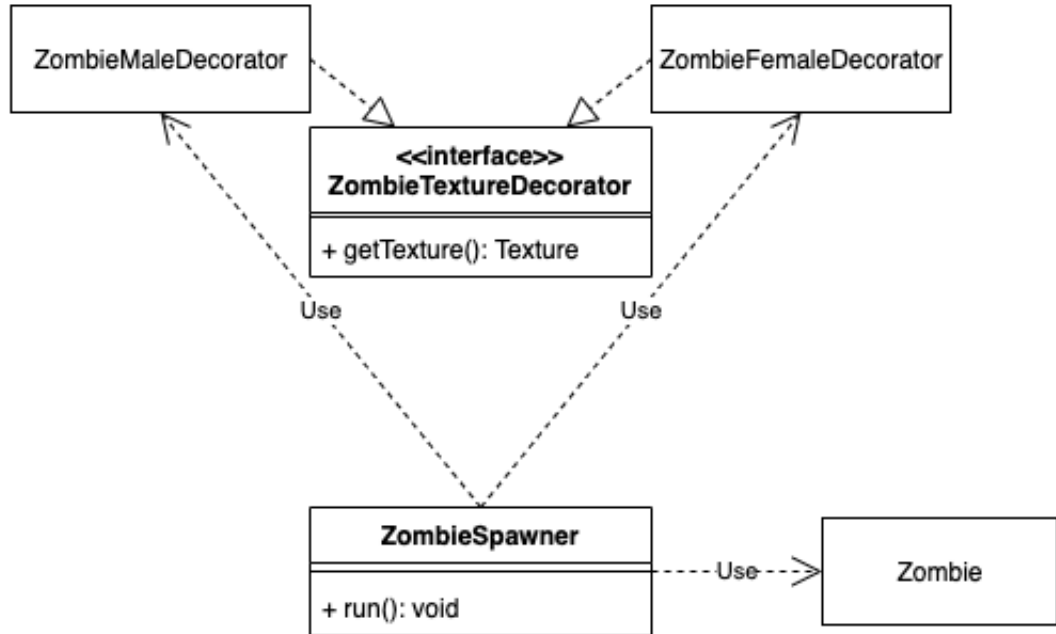 ZombieMaleDecorator
ZombieFemaleDecorator
<<interface>>
ZombieTextureDecorator
+ getTexture(): Texture
Use
Use
ZombieSpawner
+ run(): void
Use
Zombie